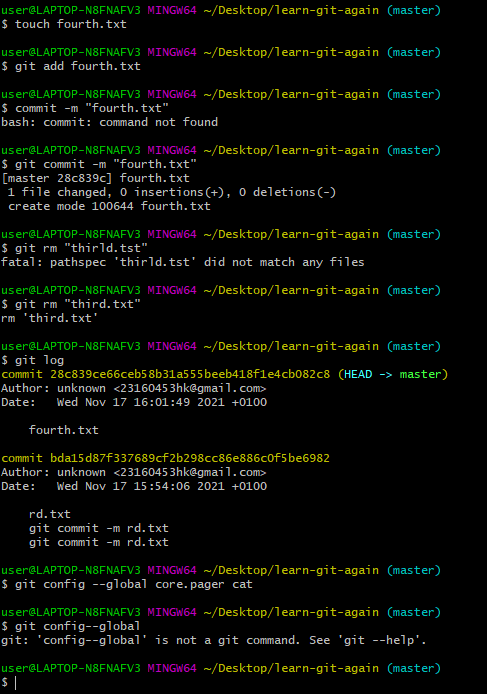 user@LAPTOP-N8FNAFV3 MINGW64 ~/Desktop/learn-git-again (master)
$ touch fourth.txt
user@LAPTOP-N8FNAFV3 MINGW64 ~/Desktop/learn-git-again (master)
$ git add fourth.txt
user@LAPTOP-N8FNAFV3 MINGW64 ~/Desktop/learn-git-again (master)
$ commit -m "fourth.txt"
bash: commit: command not found
user@LAPTOP-N8FNAFV3 MINGW64 ~/Desktop/learn-git-again (master)
$ git commit -m "fourth.txt"
[master 28c839c] fourth.txt
 1 file changed, 0 insertions(+), 0 deletions(-)
 create mode 100644 fourth.txt
user@LAPTOP-N8FNAFV3 MINGW64 ~/Desktop/learn-git-again (master)
$ git rm "thirld.tst"
fatal: pathspec 'thirld.tst' did not match any files
user@LAPTOP-N8FNAFV3 MINGW64 ~/Desktop/learn-git-again (master)
$ git rm "third.txt"
rm 'third.txt'
user@LAPTOP-N8FNAFV3 MINGW64 ~/Desktop/learn-git-again (master)
$ git log
commit 28c839ce66ceb58b31a555beeb418f1e4cb082c8 (HEAD -> master)
Author: unknown <23160453hk@gmail.com>
Date:   Wed Nov 17 16:01:49 2021 +0100
    fourth.txt
commit bda15d87f337689cf2b298cc86e886c0f5be6982
Author: unknown <23160453hk@gmail.com>
Date:   Wed Nov 17 15:54:06 2021 +0100
    rd.txt
    git commit -m rd.txt
    git commit -m rd.txt
user@LAPTOP-N8FNAFV3 MINGW64 ~/Desktop/learn-git-again (master)
$ git config --global core.pager cat
user@LAPTOP-N8FNAFV3 MINGW64 ~/Desktop/learn-git-again (master)
$ git config--global
git: 'config--global' is not a git command. See 'git --help'.
user@LAPTOP-N8FNAFV3 MINGW64 ~/Desktop/learn-git-again (master)
$